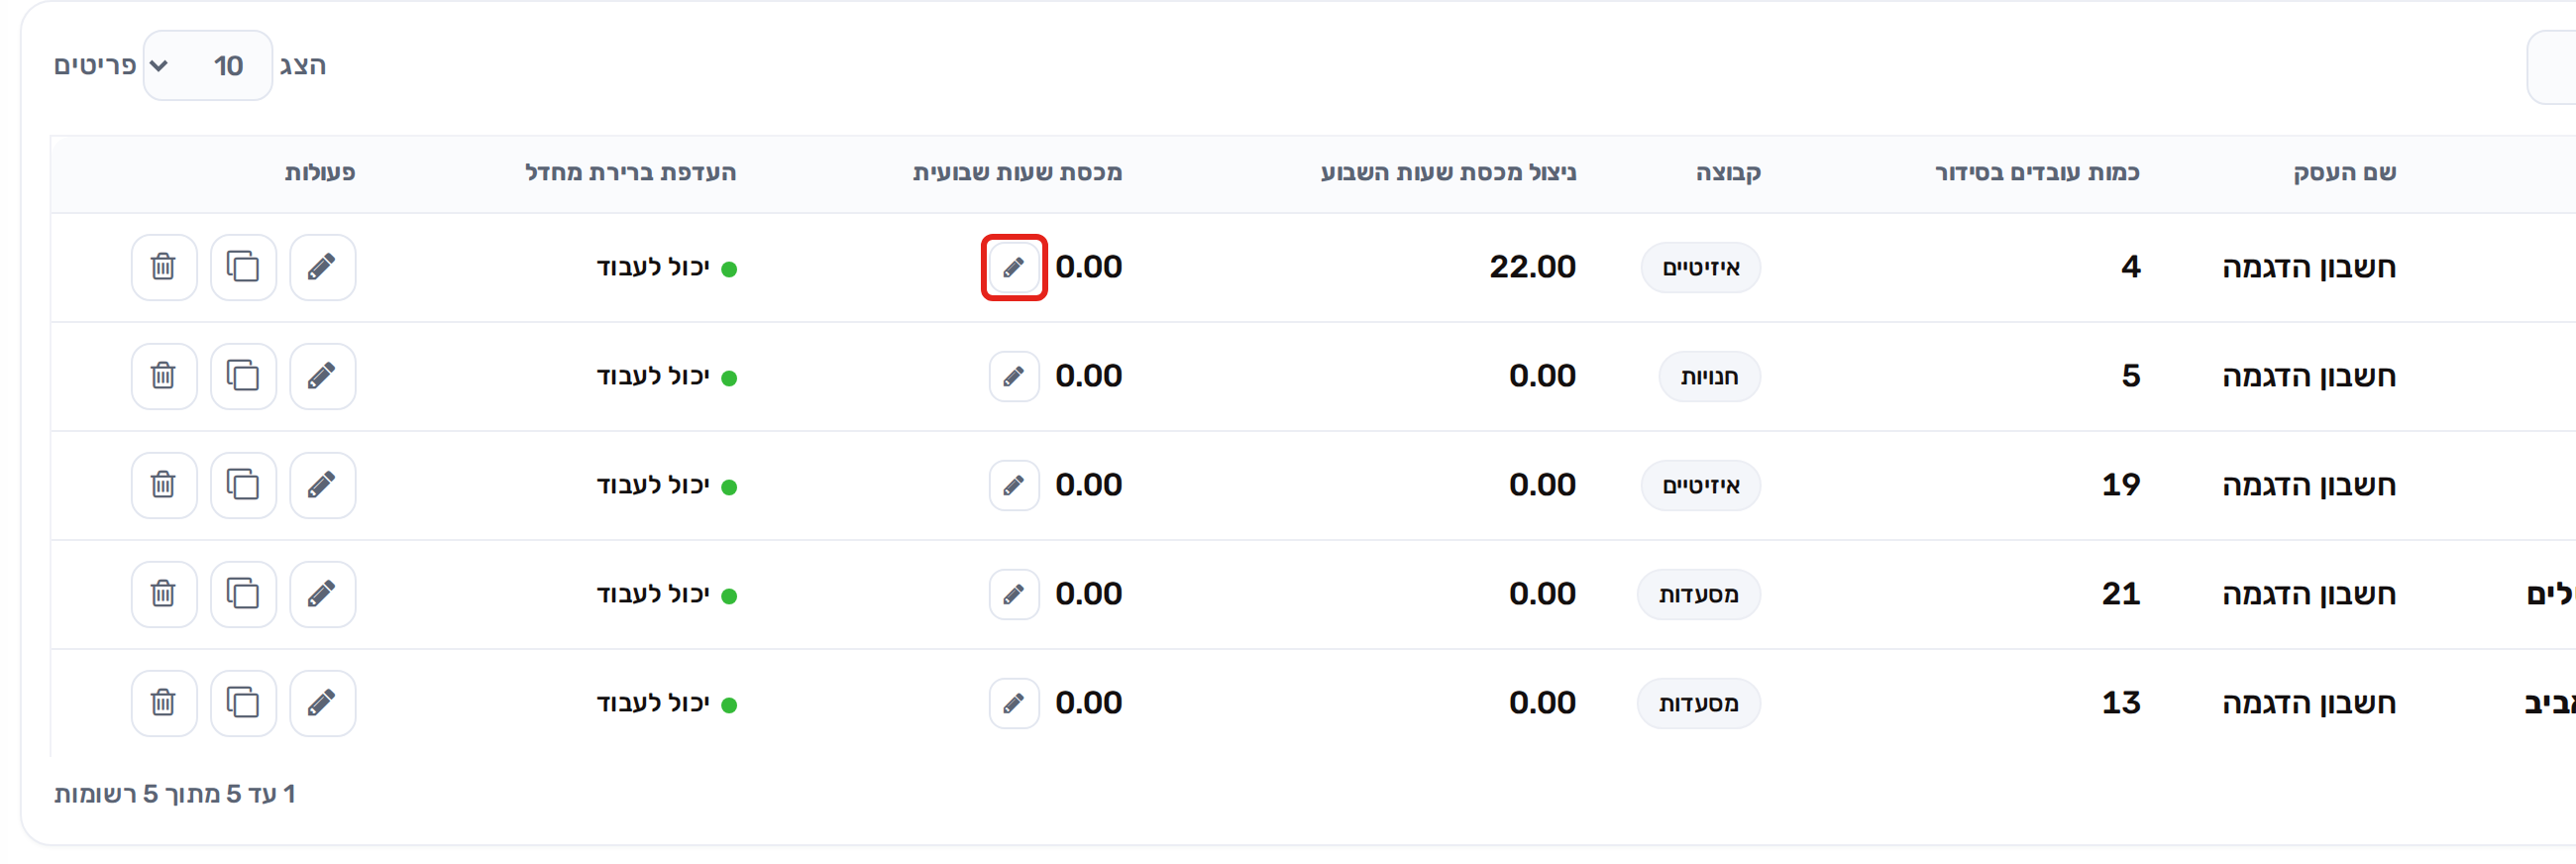 הצג 10 פריטים
שם העסק כמות עובדים בסידור קבוצה ניצול מכסת שעות השבוע מכסת שעות שבועית העדפת ברירת מחדל פעולות
חשבון הדגמה 4 איזיטיים 22.00 0.00 יכול לעבוד
חשבון הדגמה 5 חנויות 0.00 0.00 יכול לעבוד
חשבון הדגמה 19 איזיטיים 0.00 0.00 יכול לעבוד
חשבון הדגמה 21 מסעדות 0.00 0.00 יכול לעבוד
חשבון הדגמה 13 מסעדות 0.00 0.00 יכול לעבוד
1 עד 5 מתוך 5 רשומות